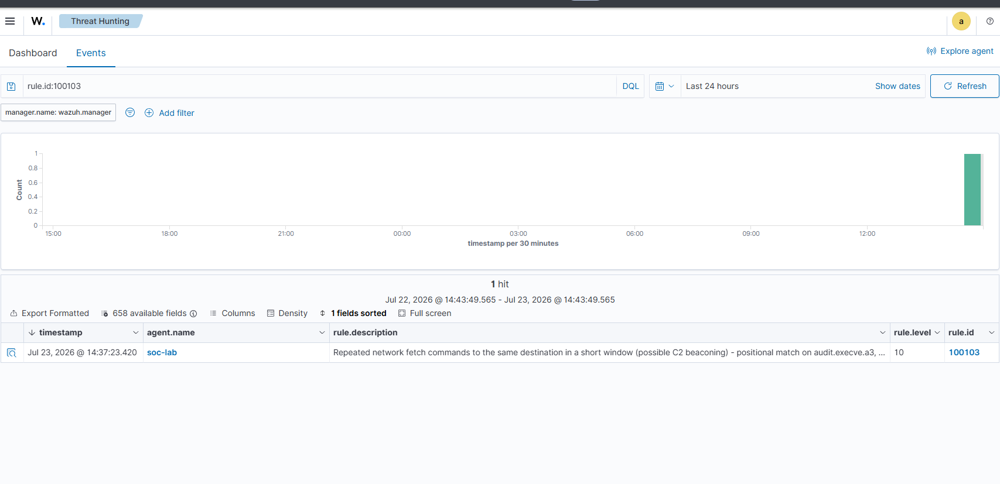 W.
Threat Hunting
a
Dashboard
Events
Explore agent
rule.id:100103
DQL
Last 24 hours
Show dates
Refresh
manager.name: wazuh.manager
Add filter
Count
1
0.8
0.6
0.4
0.2
0
15:00
18:00
21:00
00:00
03:00
06:00
09:00
12:00
timestamp per 30 minutes
1 hit
Jul 22, 2026 @ 14:43:49.565 - Jul 23, 2026 @ 14:43:49.565
Export Formatted
658 available fields
Columns
Density
1 fields sorted
Full screen
timestamp
agent.name
rule.description
rule.level
rule.id
Jul 23, 2026 @ 14:37:23.420
soc-lab
Repeated network fetch commands to the same destination in a short window (possible C2 beaconing) - positional match on audit.execve.a3, ...
10
100103